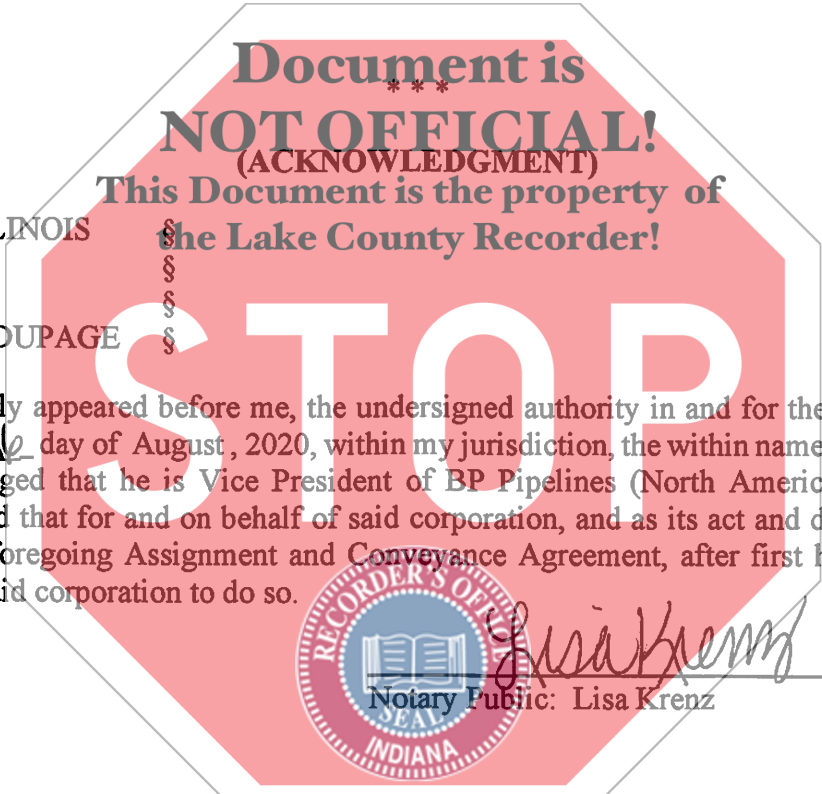 Document is
* * *
NOT OFFICIAL!
(ACKNOWLEDGMENT)
This Document is the property of
LINOIS §
the Lake County Recorder!
§
§
DUPAGE §
STOP
ly appeared before me, the undersigned authority in and for the
day of August, 2020, within my jurisdiction, the within name
ged that he is Vice President of BP Pipelines (North Americ
d that for and on behalf of said corporation, and as its act and d
oregoing Assignment and Conveyance Agreement, after first h
id corporation to do so.
RECORDER'S OFFICE
Lisa Krenz
Notary Public: Lisa Krenz
SEAL
INDIANA